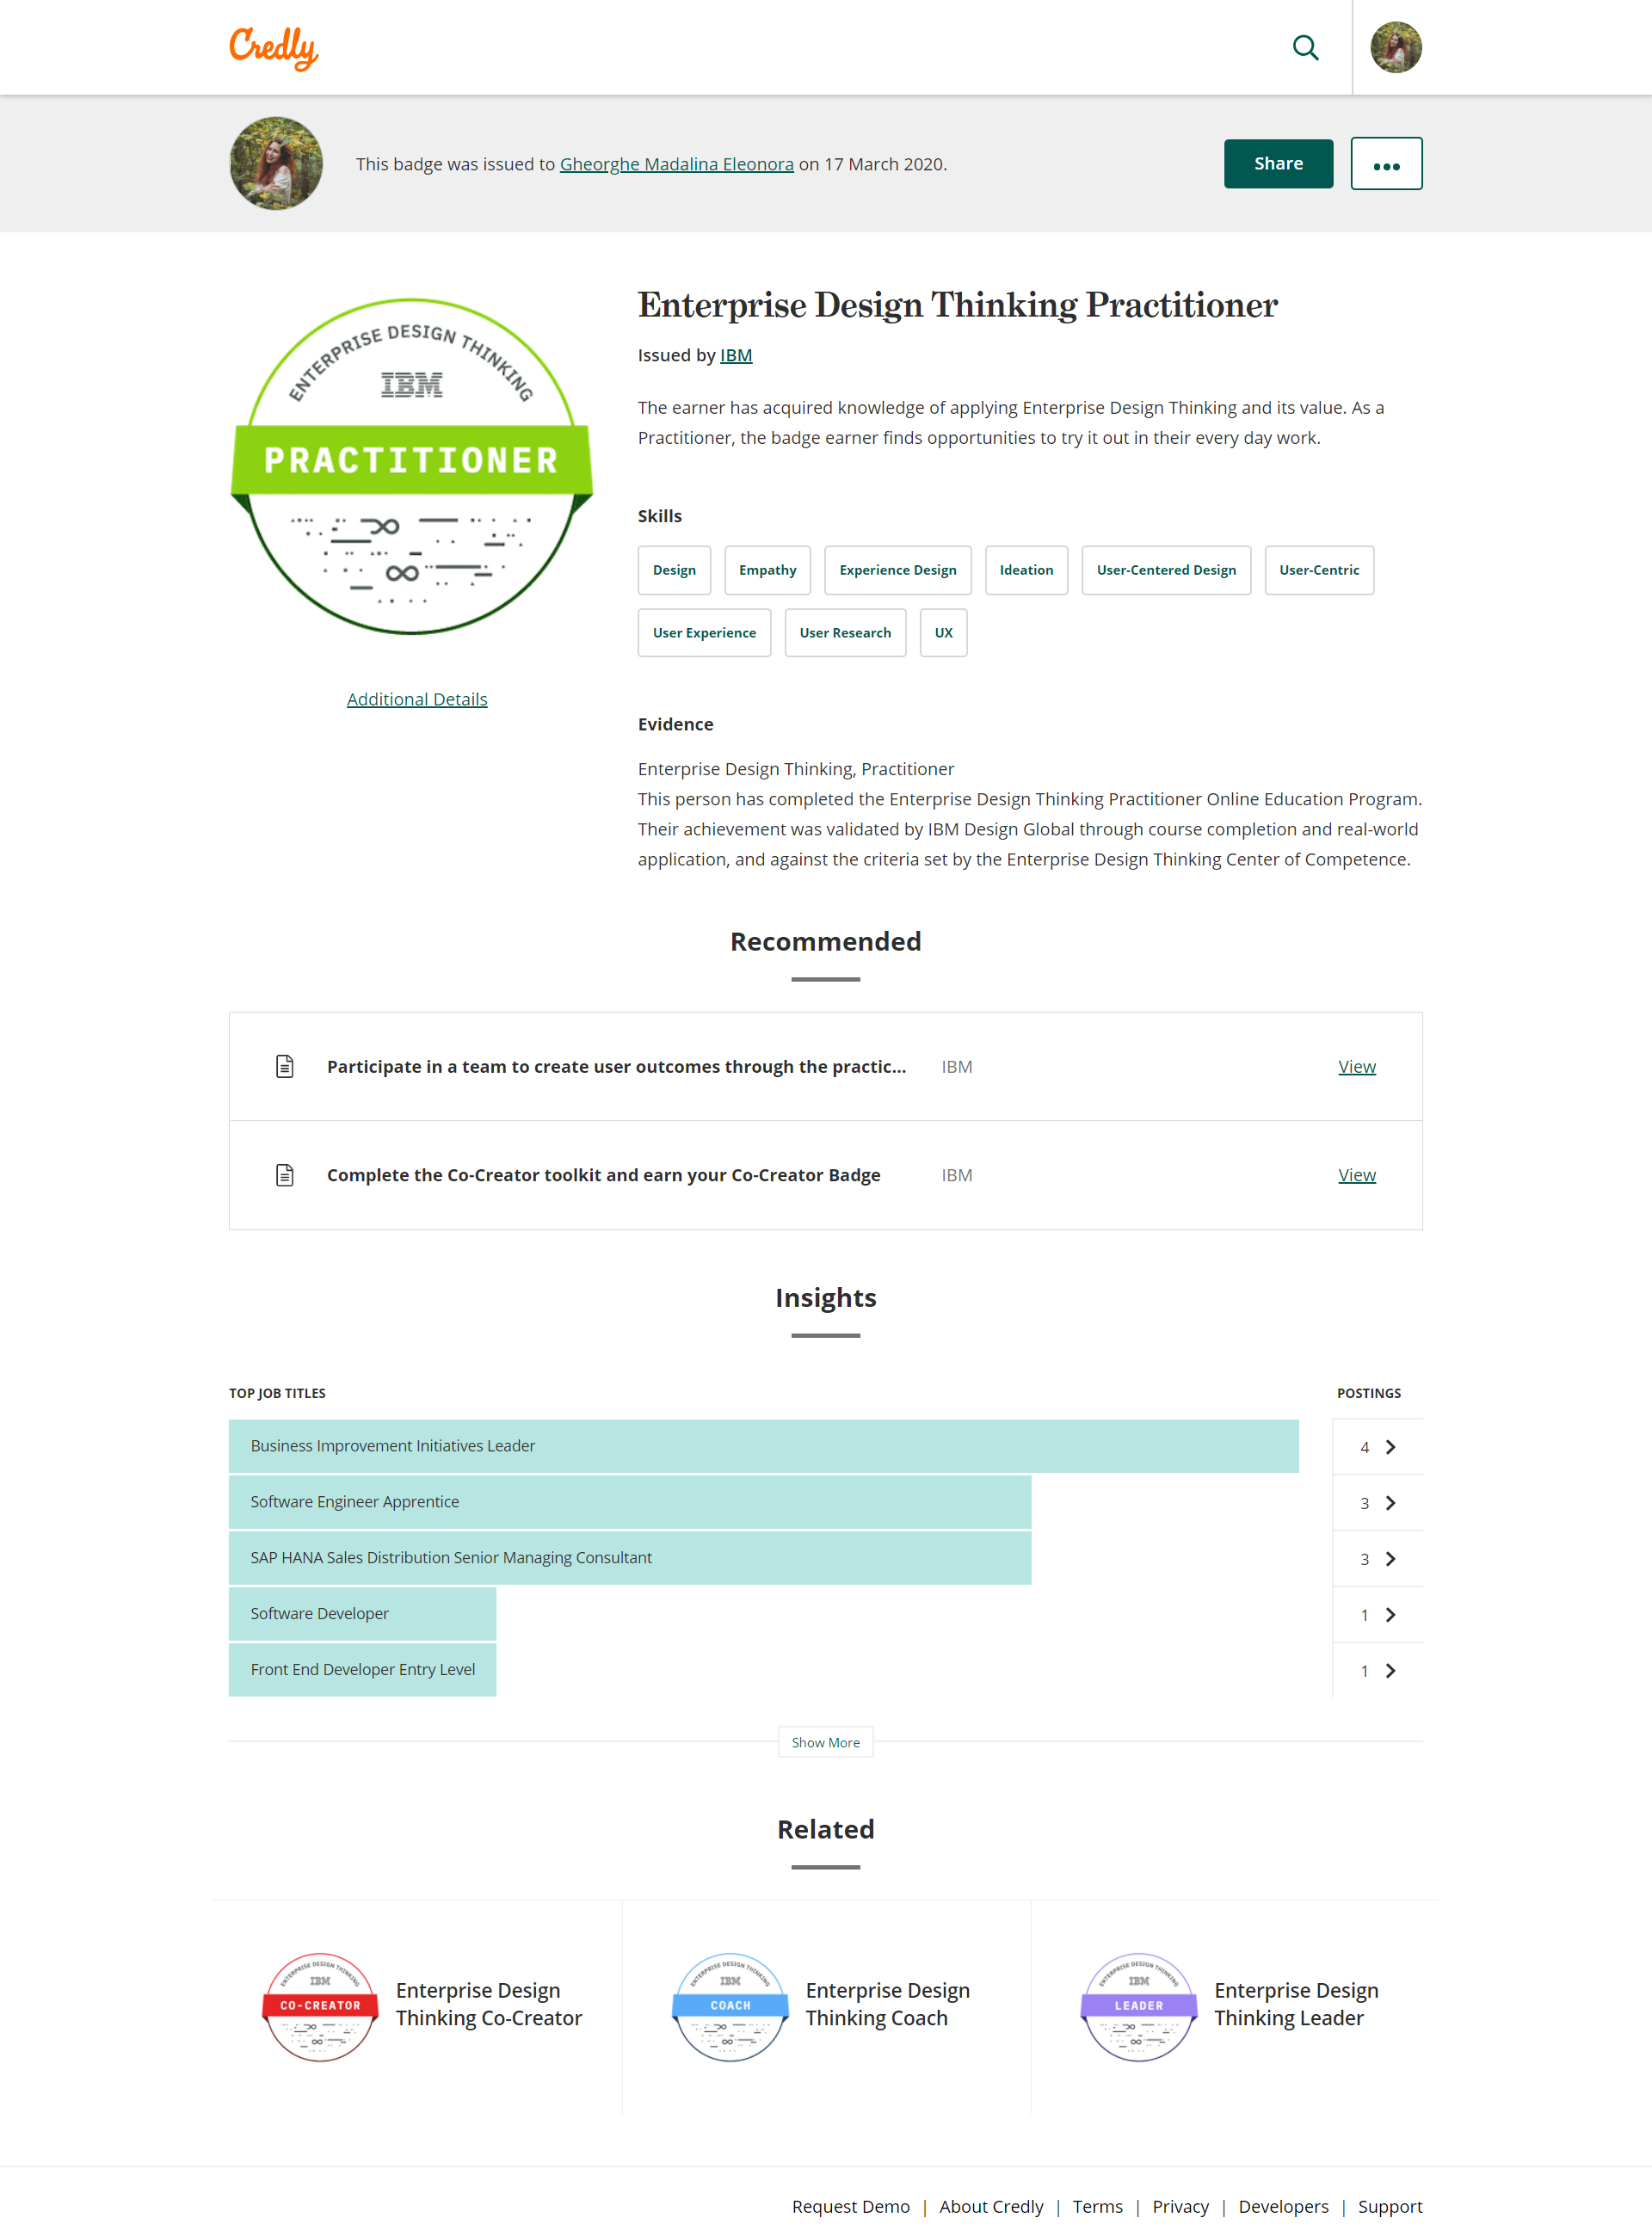 Credly
This badge was issued to Gheorghe Madalina Eleonora on 17 March 2020.
Share
ENTERPRISE DESIGN THINKING
IBM
PRACTITIONER
Additional Details
Enterprise Design Thinking Practitioner
Issued by IBM
The earner has acquired knowledge of applying Enterprise Design Thinking and its value. As a
Practitioner, the badge earner finds opportunities to try it out in their every day work.
Skills
Design Empathy Experience Design Ideation User-Centered Design User-Centric
User Experience User Research UX
Evidence
Enterprise Design Thinking, Practitioner
This person has completed the Enterprise Design Thinking Practitioner Online Education Program.
Their achievement was validated by IBM Design Global through course completion and real-world
application, and against the criteria set by the Enterprise Design Thinking Center of Competence.
Recommended
Participate in a team to create user outcomes through the practic... IBM View
Complete the Co-Creator toolkit and earn your Co-Creator Badge IBM View
Insights
TOP JOB TITLES POSTINGS
Business Improvement Initiatives Leader 4
Software Engineer Apprentice 3
SAP HANA Sales Distribution Senior Managing Consultant 3
Software Developer 1
Front End Developer Entry Level 1
Show More
Related
ENTERPRISE DESIGN THINKING
IBM
CO-CREATOR
Enterprise Design
Thinking Co-Creator
ENTERPRISE DESIGN THINKING
IBM
COACH
Enterprise Design
Thinking Coach
ENTERPRISE DESIGN THINKING
IBM
LEADER
Enterprise Design
Thinking Leader
Request Demo | About Credly | Terms | Privacy | Developers | Support